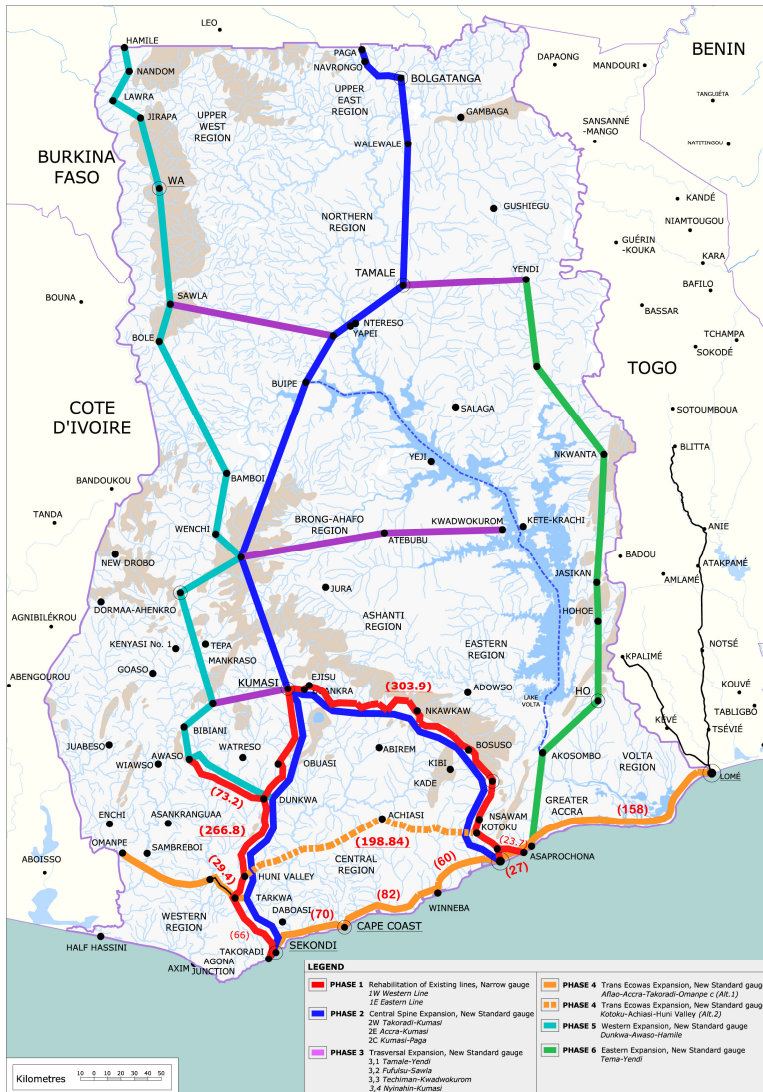 LEO
HAMILE
PAGA
NAVRONGO
BENIN
DAPAONG
MANDOURI
NANDOM
BOLGATANGA
UPPER
EAST
REGION
LAWRA
TANGUIÉTA
JIRAPA
UPPER
WEST
REGION
GAMBAGA
SANSANNÉ
-MANGO
WALEWALE
NATITINGOU
BURKINA
FASO
WA
KANDÉ
GUSHIEGU
NORTHERN
REGION
NIAMTOUGOU
GUÉRIN
-KOUKA
KARA
TAMALE
YENDI
BAFILO
BOUNA
SAWLA
BASSAR
NTERESO
YAPEI
TCHAMPA
BOLE
SOKODÉ
TOGO
BUIPE
COTE
D'IVOIRE
SALAGA
SOTOUMBOUA
BLITTA
YEJI
NKWANTA
BAMBOI
BANDOUKOU
TANDA
BRONG-AHAFO
REGION
KWADWOKUROM
KETE-KRACHI
ANIE
WENCHI
ATEBUBU
NEW DROBO
BADOU
ATAKPAMÉ
JASIKAN
AMLAMÉ
JURA
DORMAA-AHENKRO
HOHOE
ASHANTI
REGION
AGNIBILÉKROU
KENYASI No. 1
TEPA
EASTERN
REGION
NOTSÉ
MANKRASO
KPALIMÉ
GOASO
EJISU
KUMASI
ABENGOUROU
(303.9)
ADOWSO
HO
KOUVÉ
LAKE
VOLTA
TABLIGBO
NKAWKAW
BIBIANI
KÉVÉ
TSÉVIÉ
JUABESO
WATRESO
ABIREM
BOSUSO
AKOSOMBO
VOLTA
REGION
AWASO
WIAWSO
OBUASI
KIBI
KADE
LOMÉ
(73.2)
DUNKWA
GREATER
ACCRA
(158)
ENCHI
ASANKRANGUAA
ACHIASI
NSAWAM
KOTOKU
(266.8)
OMANPE
(198.84)
(23.7)
ASAPROCHONA
SAMBREBOI
(29.4)
CENTRAL
REGION
(60)
(27)
ABOISSO
HUNI VALLEY
TARKWA
(82)
WESTERN
REGION
DABOASI
(70)
WINNEBA
(66)
CAPE COAST
HALF HASSINI
TAKORADI
SEKONDI
AXIM
AGONA
JUNCTION
LEGEND
PHASE 1 Rehabilitation of Existing lines, Narrow gauge
1W Western Line
1E Eastern Line
PHASE 2 Central Spine Expansion, New Standard gauge
2W Takoradi-Kumasi
2E Accra-Kumasi
2C Kumasi-Paga
PHASE 3 Trasversal Expansion, New Standard gauge
3,1 Tamale-Yendi
3,2 Fufulsu-Sawla
3,3 Techiman-Kwadwokurom
3,4 Nyinahin-Kumasi
PHASE 4 Trans Ecowas Expansion, New Standard gauge
Aflao-Accra-Takoradi-Omanpe c (Alt.1)
PHASE 4 Trans Ecowas Expansion, New Standard gauge
Kotoku-Achiasi-Huni Valley (Alt.2)
PHASE 5 Western Expansion, New Standard gauge
Dunkwa-Awaso-Hamile
PHASE 6 Eastern Expansion, New Standard gauge
Tema-Yendi
Kilometres
10 0 10 20 30 40 50